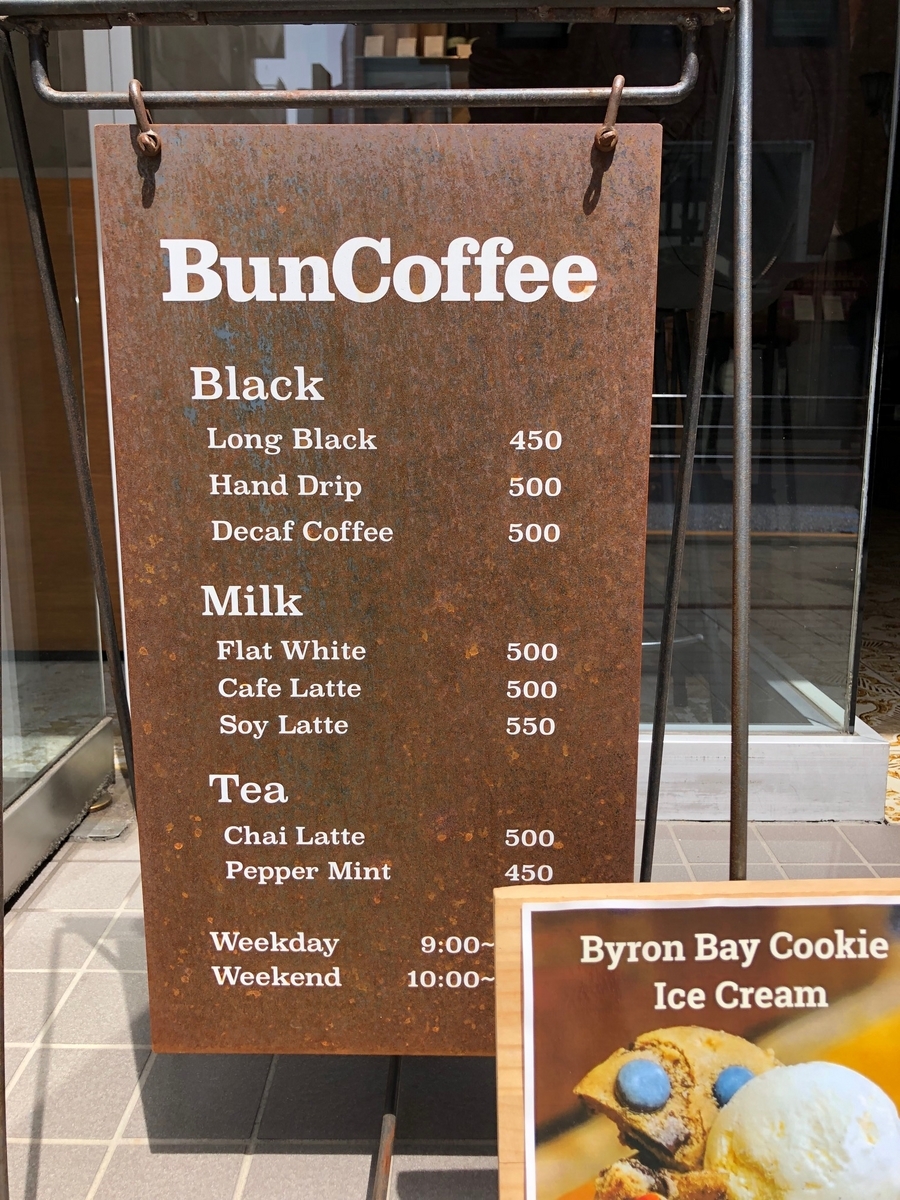 BunCoffee
Black
Long Black 450
Hand Drip 500
Decaf Coffee 500
Milk
Flat White 500
Cafe Latte 500
Soy Latte 550
Tea
Chai Latte 500
Pepper Mint 450
Weekday 9:00~
Weekend 10:00~
Byron Bay Cookie
Ice Cream